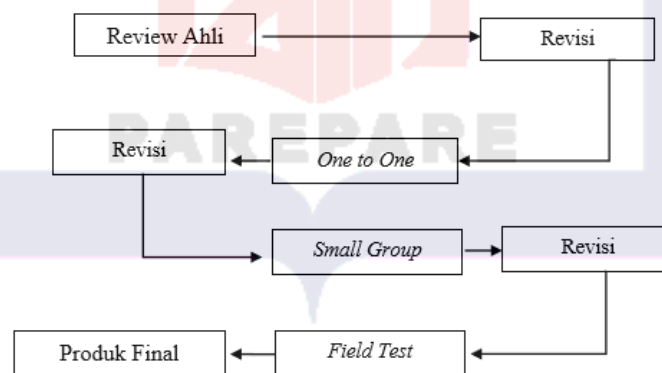 Review Ahli
Revisi
PAREPARE
Revisi
One to One
Small Group
Revisi
Produk Final
Field Test